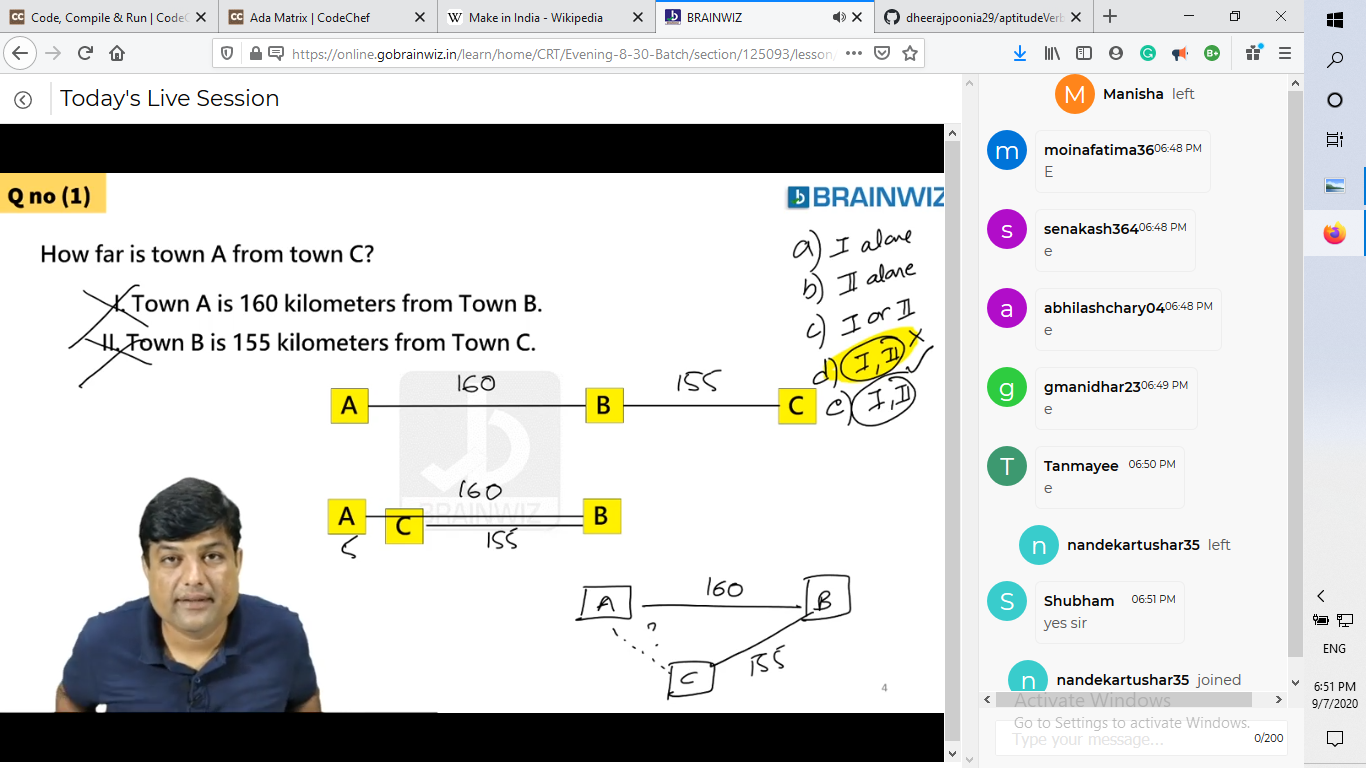 Code, Compile & Run | CodeC
Ada Matrix | CodeChef
Make in India - Wikipedia
BRAINWIZ
dheerajpoonia29/aptitudeVerb
https://online.gobrainwiz.in/learn/home/CRT/Evening-8-30-Batch/section/125093/lesson/
Today's Live Session
Q no (1)
BRAINWIZ
How far is town A from town C?
I. Town A is 160 kilometers from Town B.
II. Town B is 155 kilometers from Town C.
a) I alone
b) II alone
c) I or II
d) I, II ×
e) I, II
A 160 B 155 C
BRAINWIZ
A 160 B
C 155
5
A 160 B
?
C 155
4
M Manisha left
m moinafatima36 06:48 PM
E
s senakash364 06:48 PM
e
a abhilashchary04 06:48 PM
e
g gmanidhar23 06:49 PM
e
T Tanmayee 06:50 PM
e
n nandekartushar35 left
S Shubham 06:51 PM
yes sir
n nandekartushar35 joined
Activate Windows
Go to Settings to activate Windows.
Type your message...
0/200
ENG
6:51 PM
9/7/2020